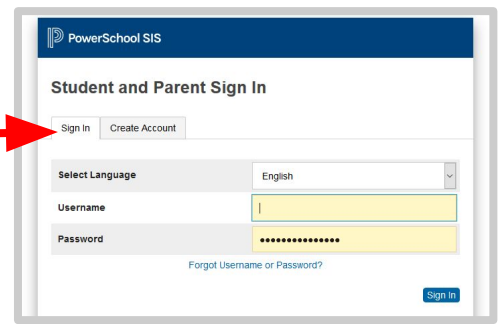 PowerSchool SIS
Student and Parent Sign In
Sign In Create Account
Select Language English
Username
Password ●●●●●●●●●●●●●●●
Forgot Username or Password?
Sign In